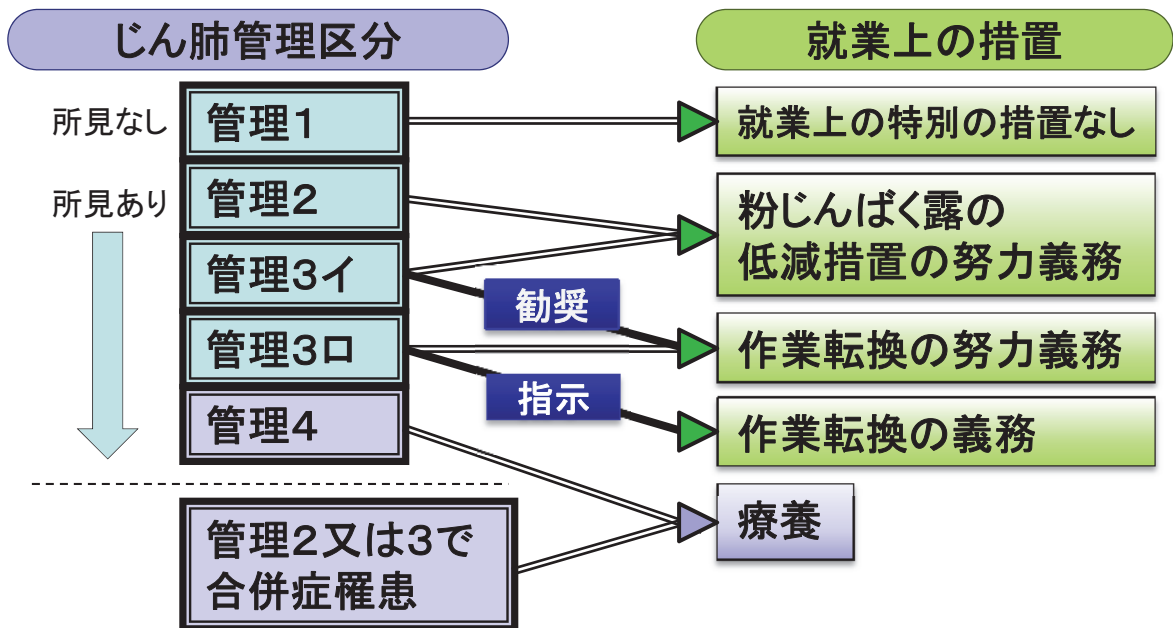 じん肺管理区分
就業上の措置
所見なし
管理1
就業上の特別の措置なし
所見あり
管理2
粉じんばく露の
低減措置の努力義務
管理3イ
勧奨
管理3ロ
作業転換の努力義務
指示
管理4
作業転換の義務
療養
管理2又は3で
合併症罹患